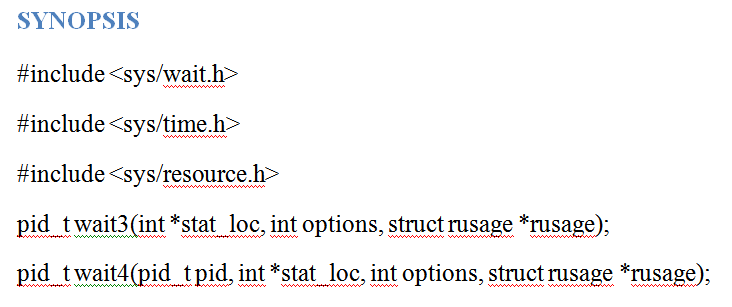 SYNOPSIS
#include <sys/wait.h>
#include <sys/time.h>
#include <sys/resource.h>
pid_t wait3(int *stat_loc, int options, struct rusage *rusage);
pid_t wait4(pid_t pid, int *stat_loc, int options, struct rusage *rusage);